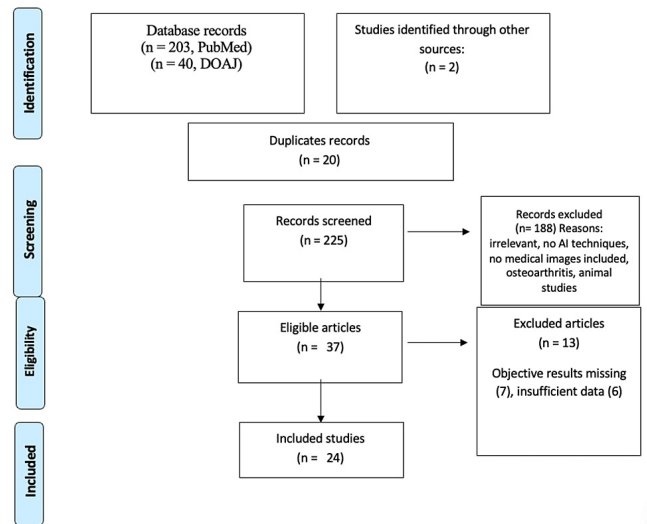 Identification
Database records
(n = 203, PubMed)
(n = 40, DOAJ)
Studies identified through other
sources:
(n = 2)
Duplicates records
(n = 20)
Screening
Records screened
(n = 225)
Records excluded
(n= 188) Reasons:
irrelevant, no AI techniques,
no medical images included,
osteoarthritis, animal
studies
Eligibility
Eligible articles
(n = 37)
Excluded articles
(n = 13)
Objective results missing
(7), insufficient data (6)
Included
Included studies
(n = 24)